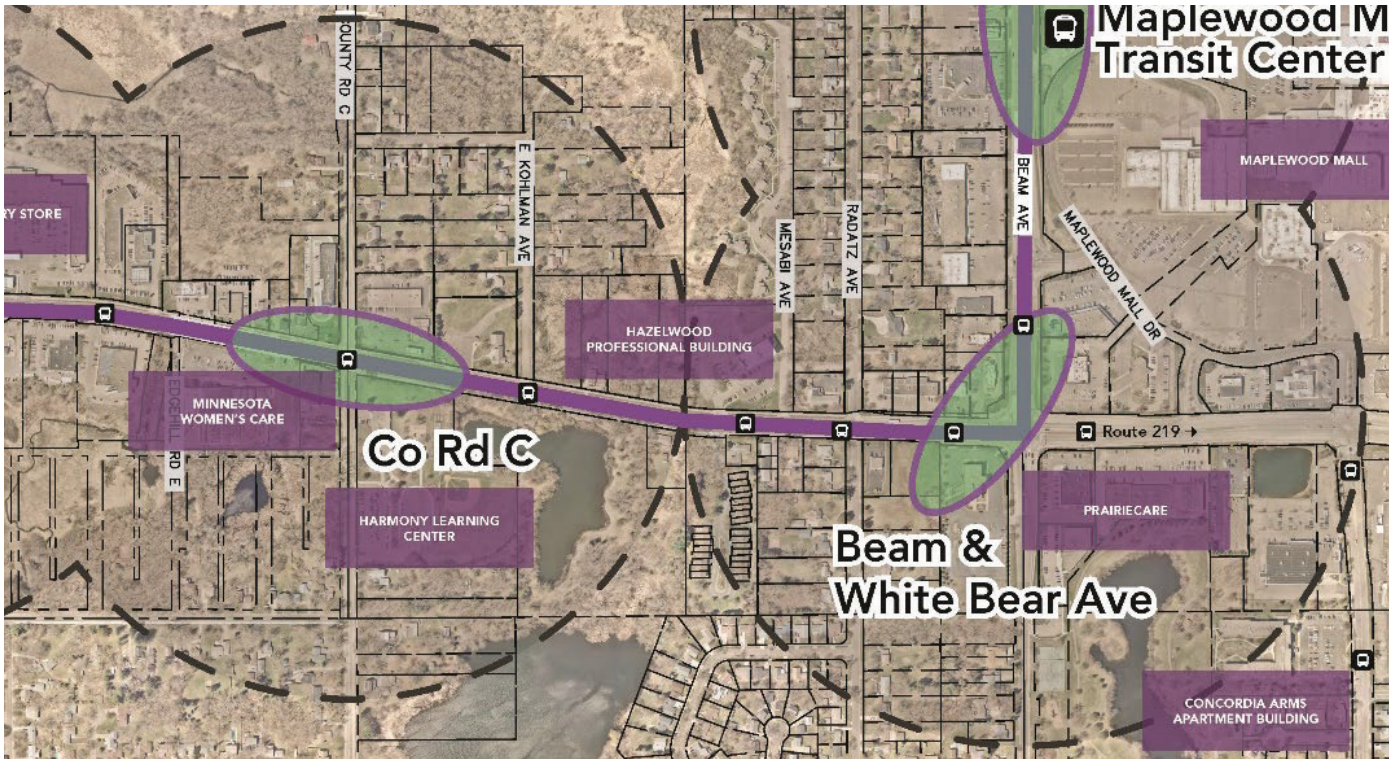 Maplewood M
Transit Center
COUNTY RD C
E KOHLMAN AVE
BEAM AVE
MAPLEWOOD MALL
RY STORE
MESABI AVE
RADATZ AVE
MAPLEWOOD MALL DR
HAZELWOOD
PROFESSIONAL BUILDING
MINNESOTA
WOMEN'S CARE
EDGEHILL RD E
Co Rd C
Route 219
HARMONY LEARNING
CENTER
PRAIRIECARE
Beam &
White Bear Ave
CONCORDIA ARMS
APARTMENT BUILDING